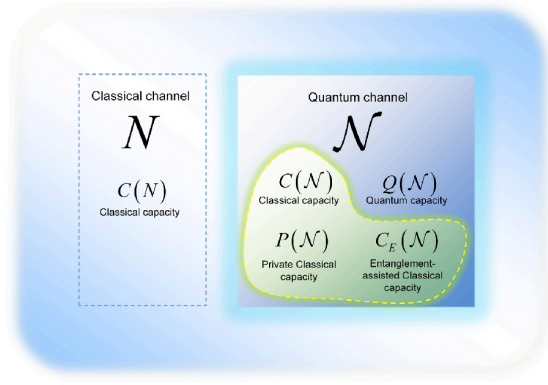 Classical channel
N
C(N)
Classical capacity
Quantum channel
𝒩
C(𝒩)
Classical capacity
Q(𝒩)
Quantum capacity
P(𝒩)
Private Classical
capacity
C_E(𝒩)
Entanglement-
assisted Classical
capacity